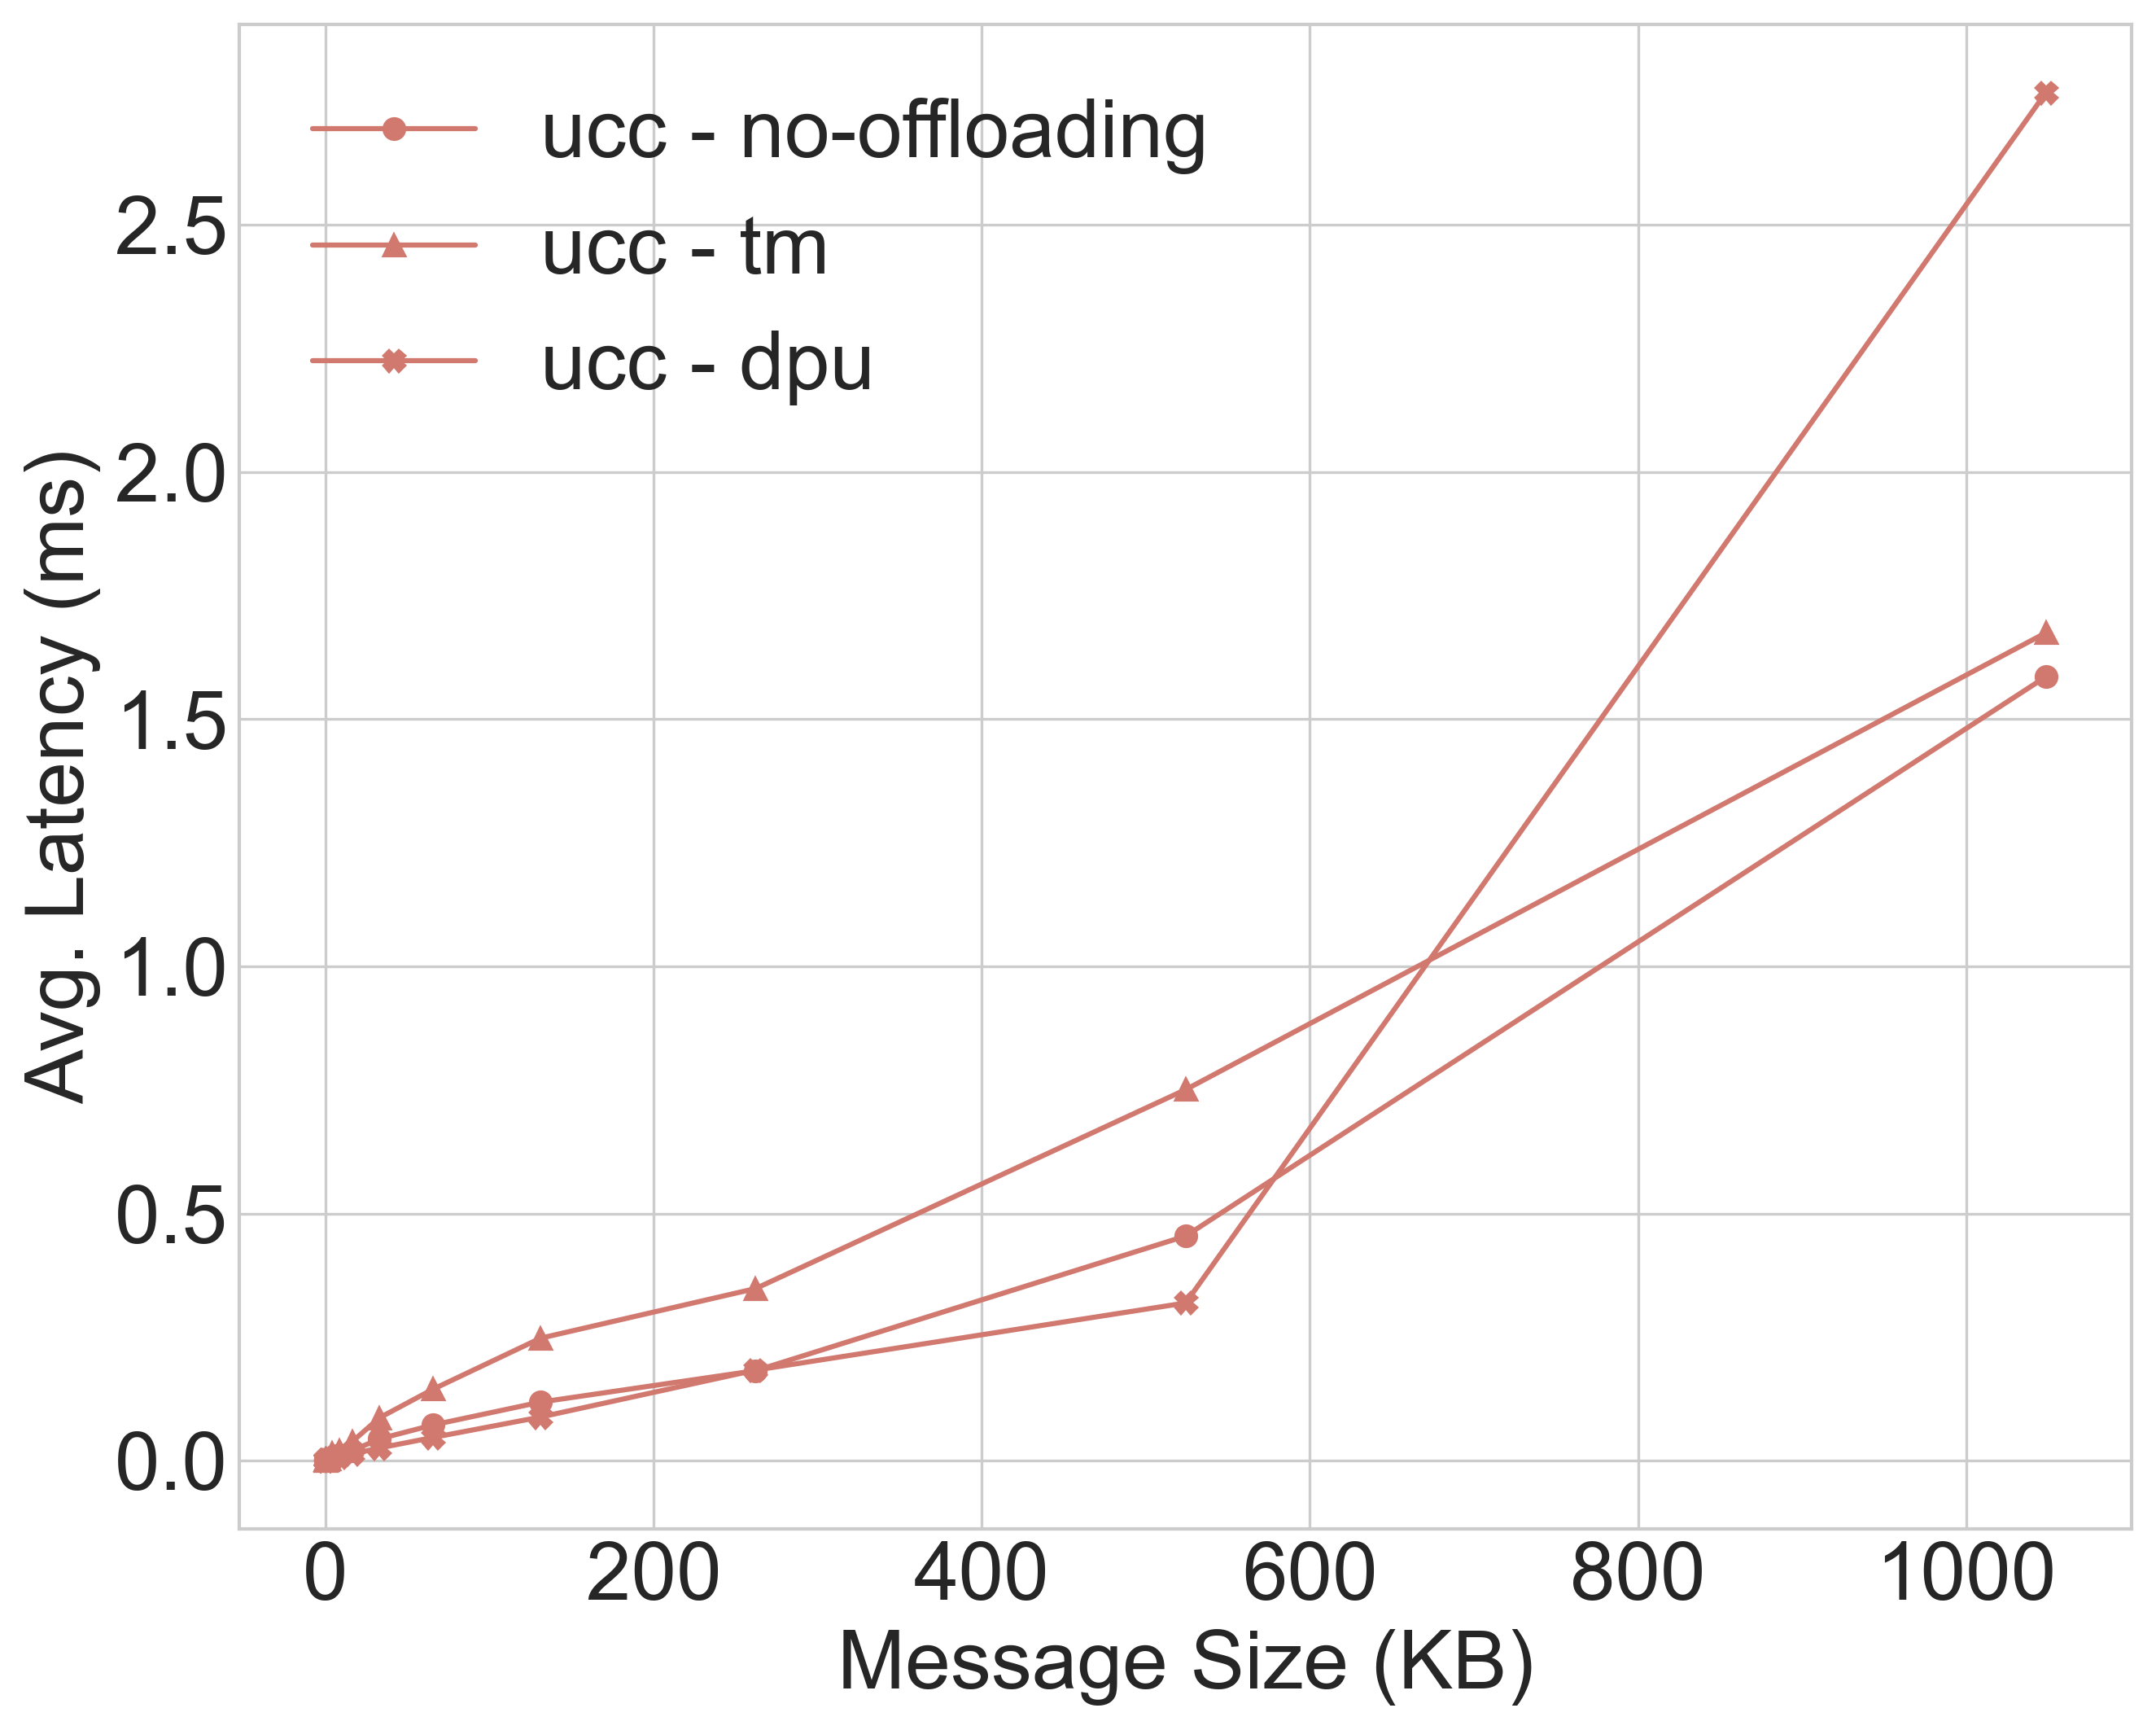 ucc - no-offloading
ucc - tm
ucc - dpu
2.5
2.0
1.5
1.0
0.5
0.0
Avg. Latency (ms)
0 200 400 600 800 1000
Message Size (KB)